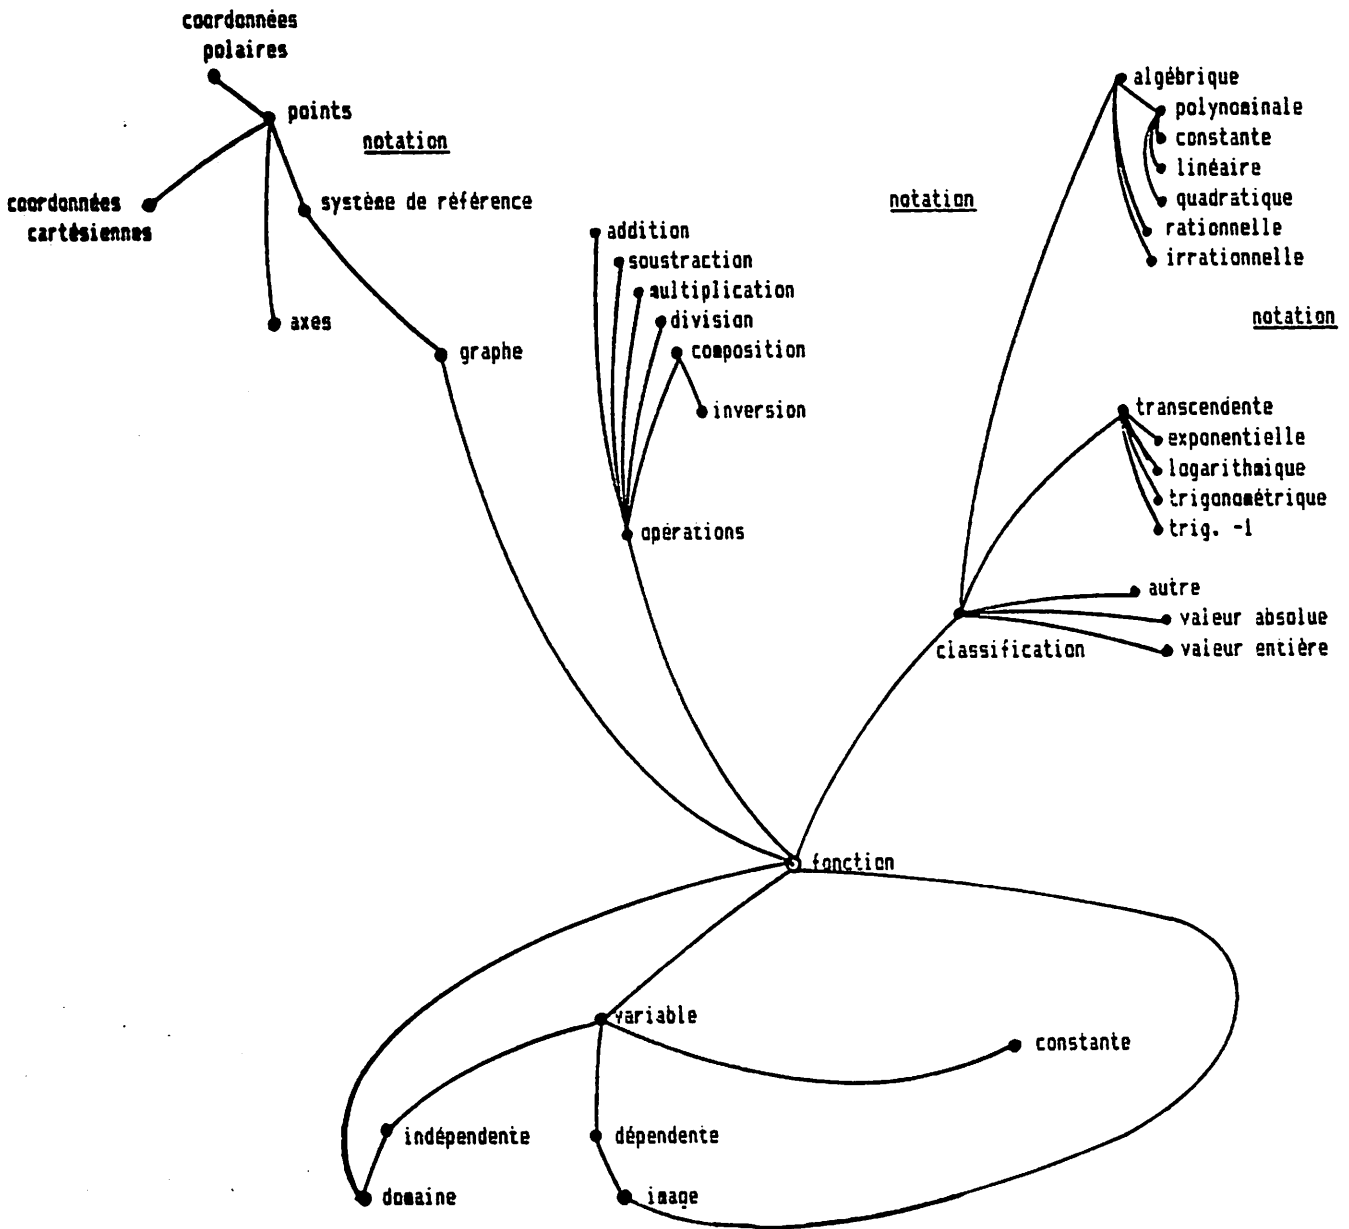 coordonnées
polaires
points
notation
coordonnées
cartésiennes
système de référence
axes
graphe
addition
soustraction
multiplication
division
composition
inversion
opérations
notation
algébrique
polynominale
constante
linéaire
quadratique
rationnelle
irrationnelle
notation
transcendente
exponentielle
logarithmique
trigonométrique
trig. -1
autre
valeur absolue
valeur entière
classification
fonction
variable
constante
indépendente
dépendente
domaine
image